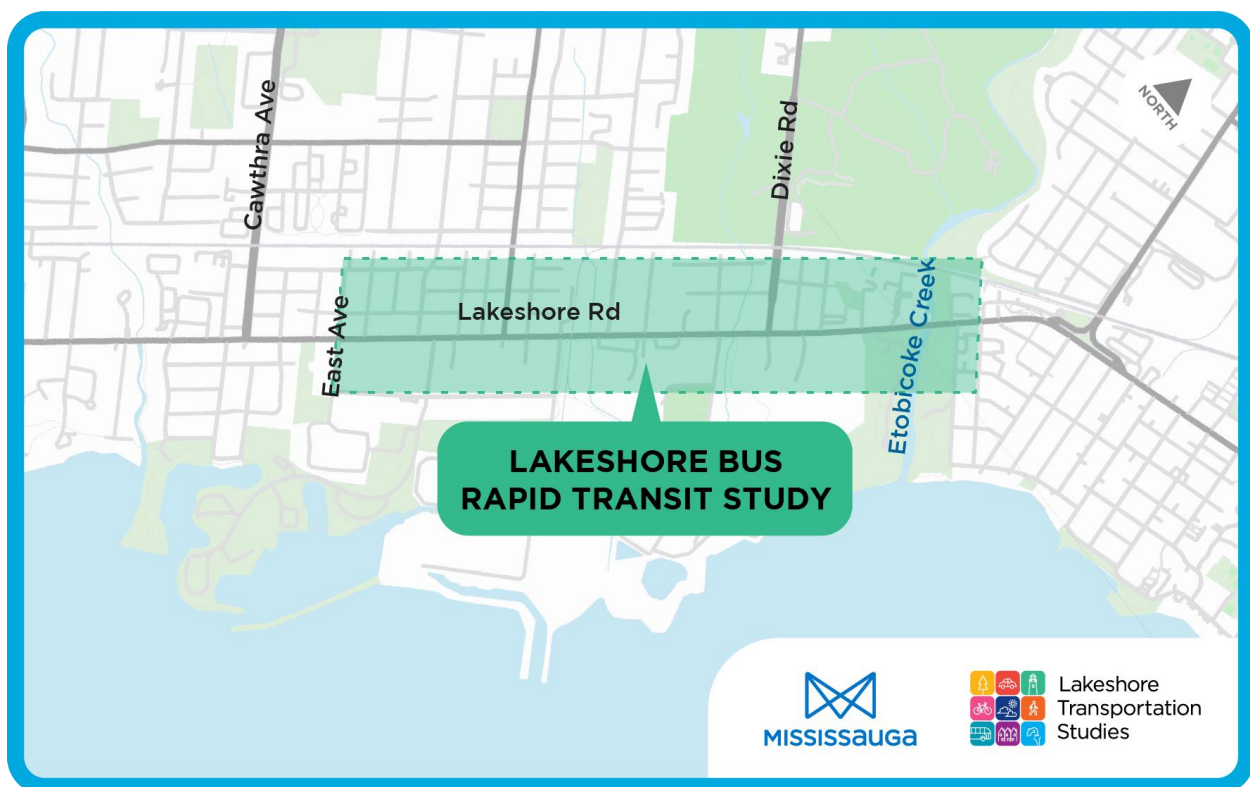 NORTH
Cawthra Ave
Dixie Rd
East Ave
Lakeshore Rd
Etobicoke Creek
LAKESHORE BUS
RAPID TRANSIT STUDY
MISSISSauGa
Lakeshore
Transportation
Studies